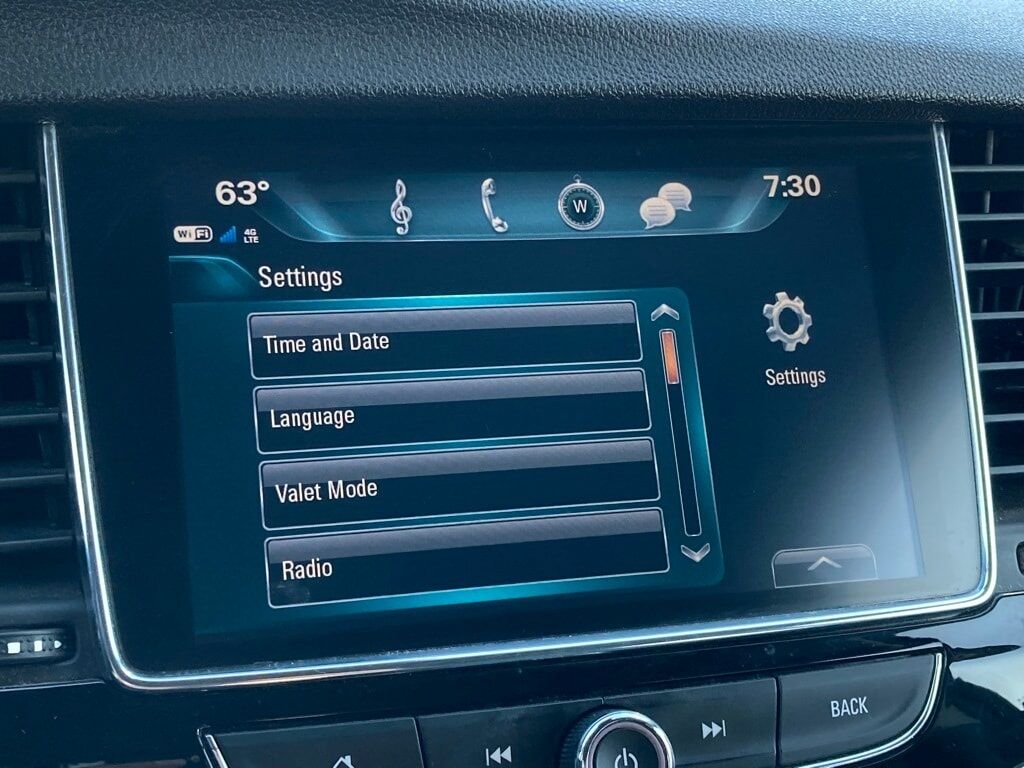 63°
7:30
W
WiFi 4G LTE
Settings
Time and Date
Language
Valet Mode
Radio
Settings
BACK